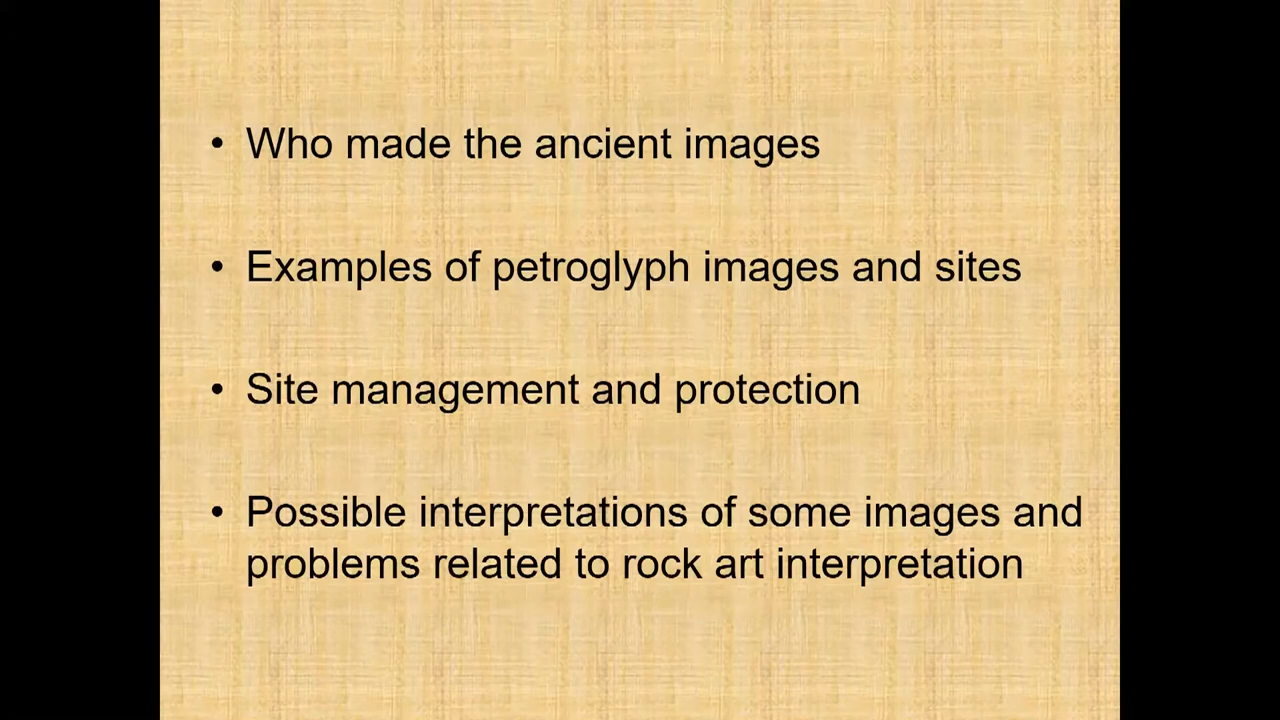 • Who made the ancient images
• Examples of petroglyph images and sites
• Site management and protection
• Possible interpretations of some images and
problems related to rock art interpretation